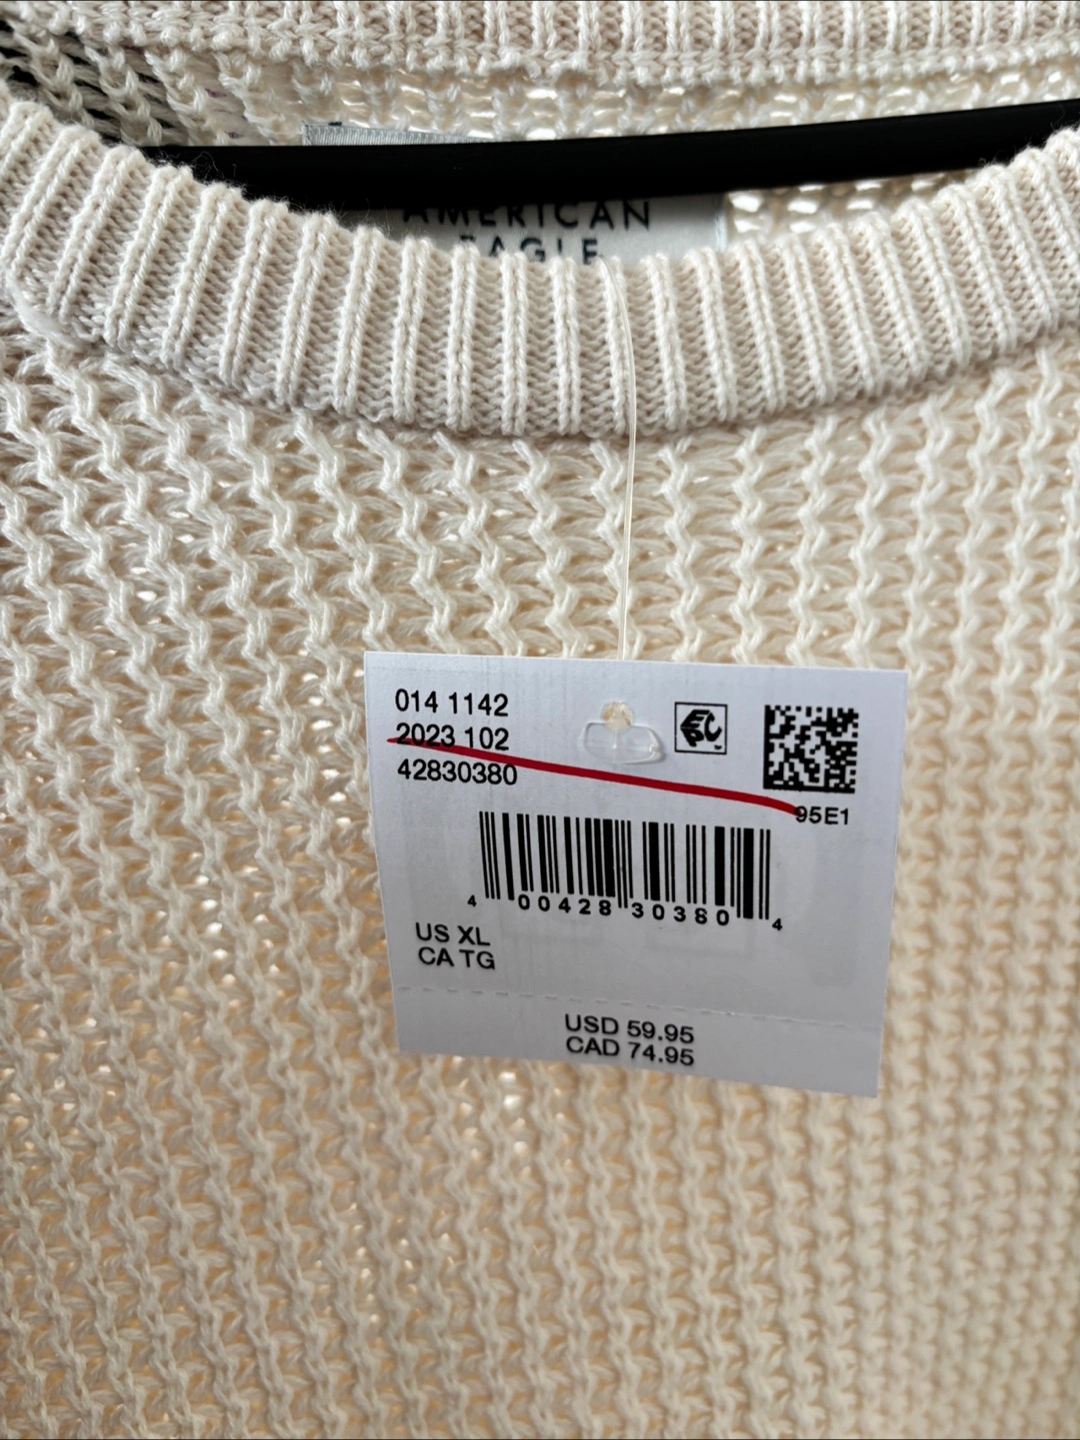 AMERICAN
EAGLE
014 1142
2023 102
42830380
95E1
4 00428 30380 4
US XL
CA TG
USD 59.95
CAD 74.95